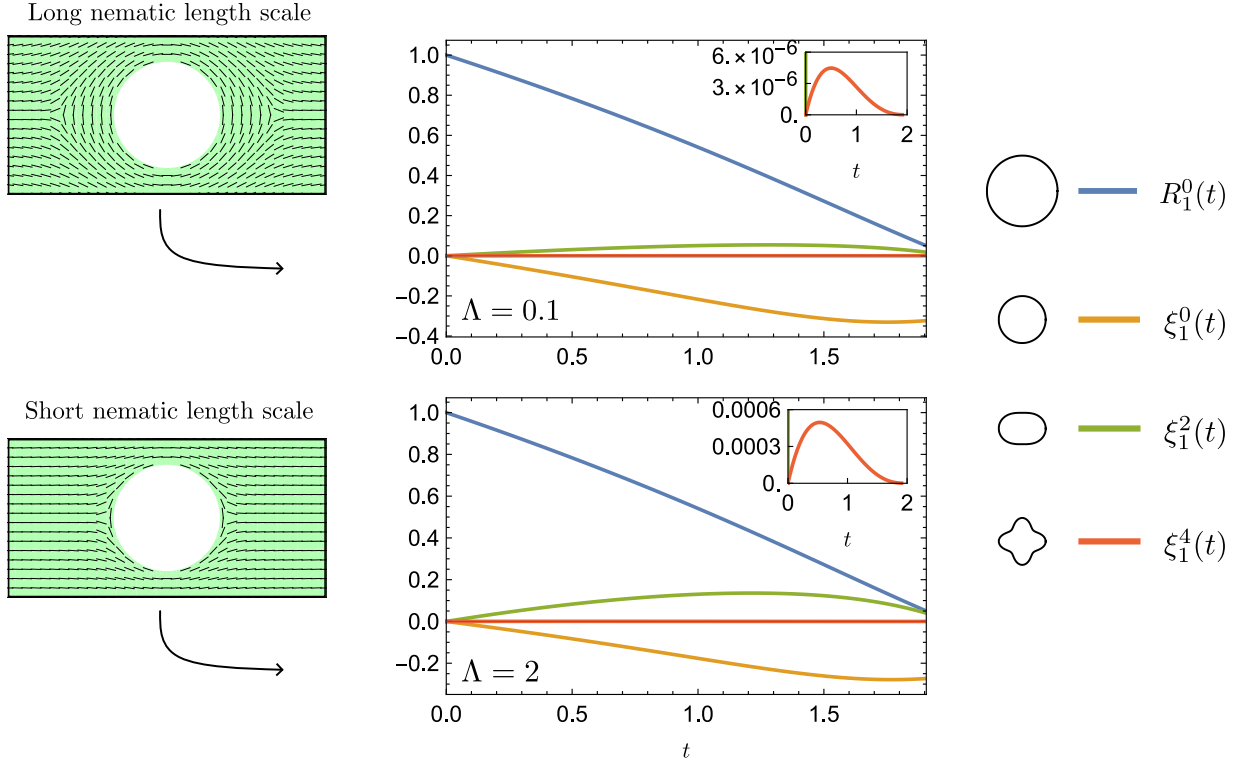 Long nematic length scale
1.0
0.8
0.6
0.4
0.2
0.0
−0.2
−0.4
0.0 0.5 1.0 1.5
Λ = 0.1
6.×10⁻⁶
3.×10⁻⁶
0.
0 1 2
t
Short nematic length scale
1.0
0.8
0.6
0.4
0.2
0.0
−0.2
0.0 0.5 1.0 1.5
t
Λ = 2
0.0006
0.0003
0.
0 1 2
t
R₁⁰(t)
ξ₁⁰(t)
ξ₁²(t)
ξ₁⁴(t)